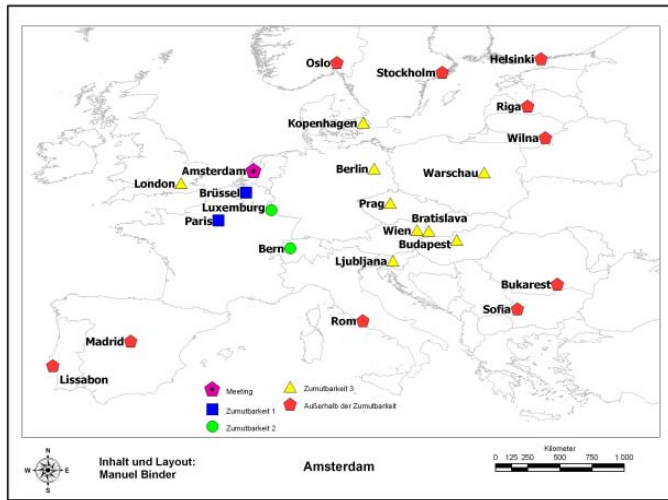 Oslo
Stockholm
Helsinki
Riga
Wilna
Kopenhagen
Amsterdam
Berlin
Warschau
London
Brüssel
Luxemburg
Prag
Paris
Bratislava
Wien
Budapest
Bern
Ljubljana
Bukarest
Sofia
Rom
Madrid
Lissabon
Meeting
Zumutbarkeit 1
Zumutbarkeit 2
Zumutbarkeit 3
Außerhalb der Zumutbarkeit
N
W E
S
Inhalt und Layout:
Manuel Binder
Amsterdam
Kilometer
0 125 250 500 750 1.000